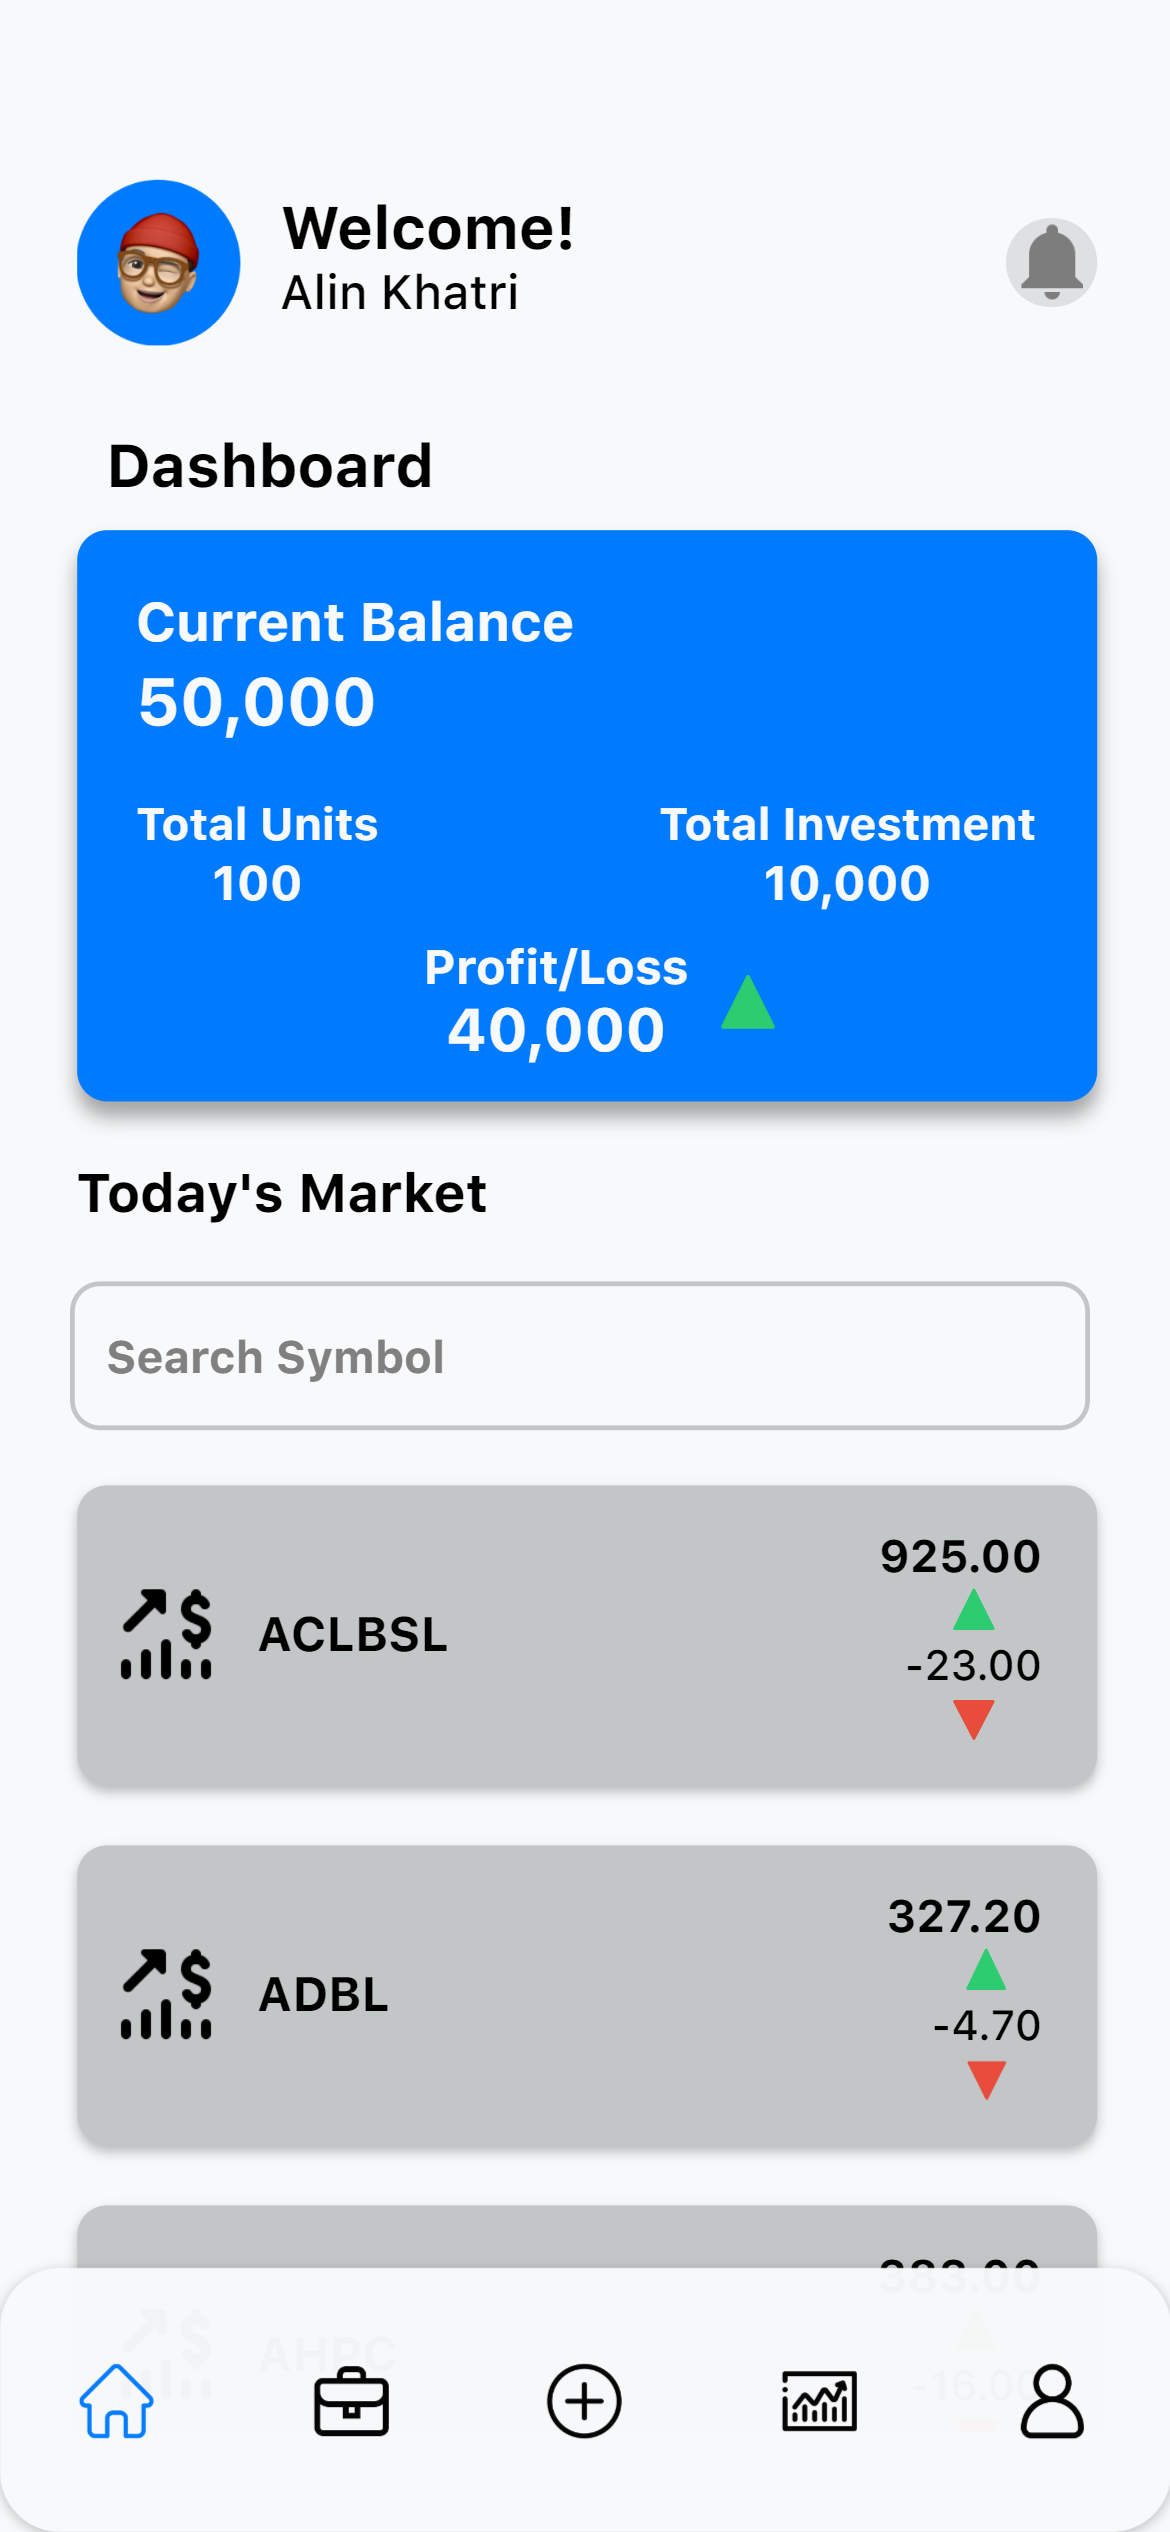 Welcome!
Alin Khatri
Dashboard
Current Balance
50,000
Total Units
100
Total Investment
10,000
Profit/Loss
40,000
Today's Market
Search Symbol
ACLBSL
925.00
-23.00
ADBL
327.20
-4.70
AHPC
383.00
-16.00